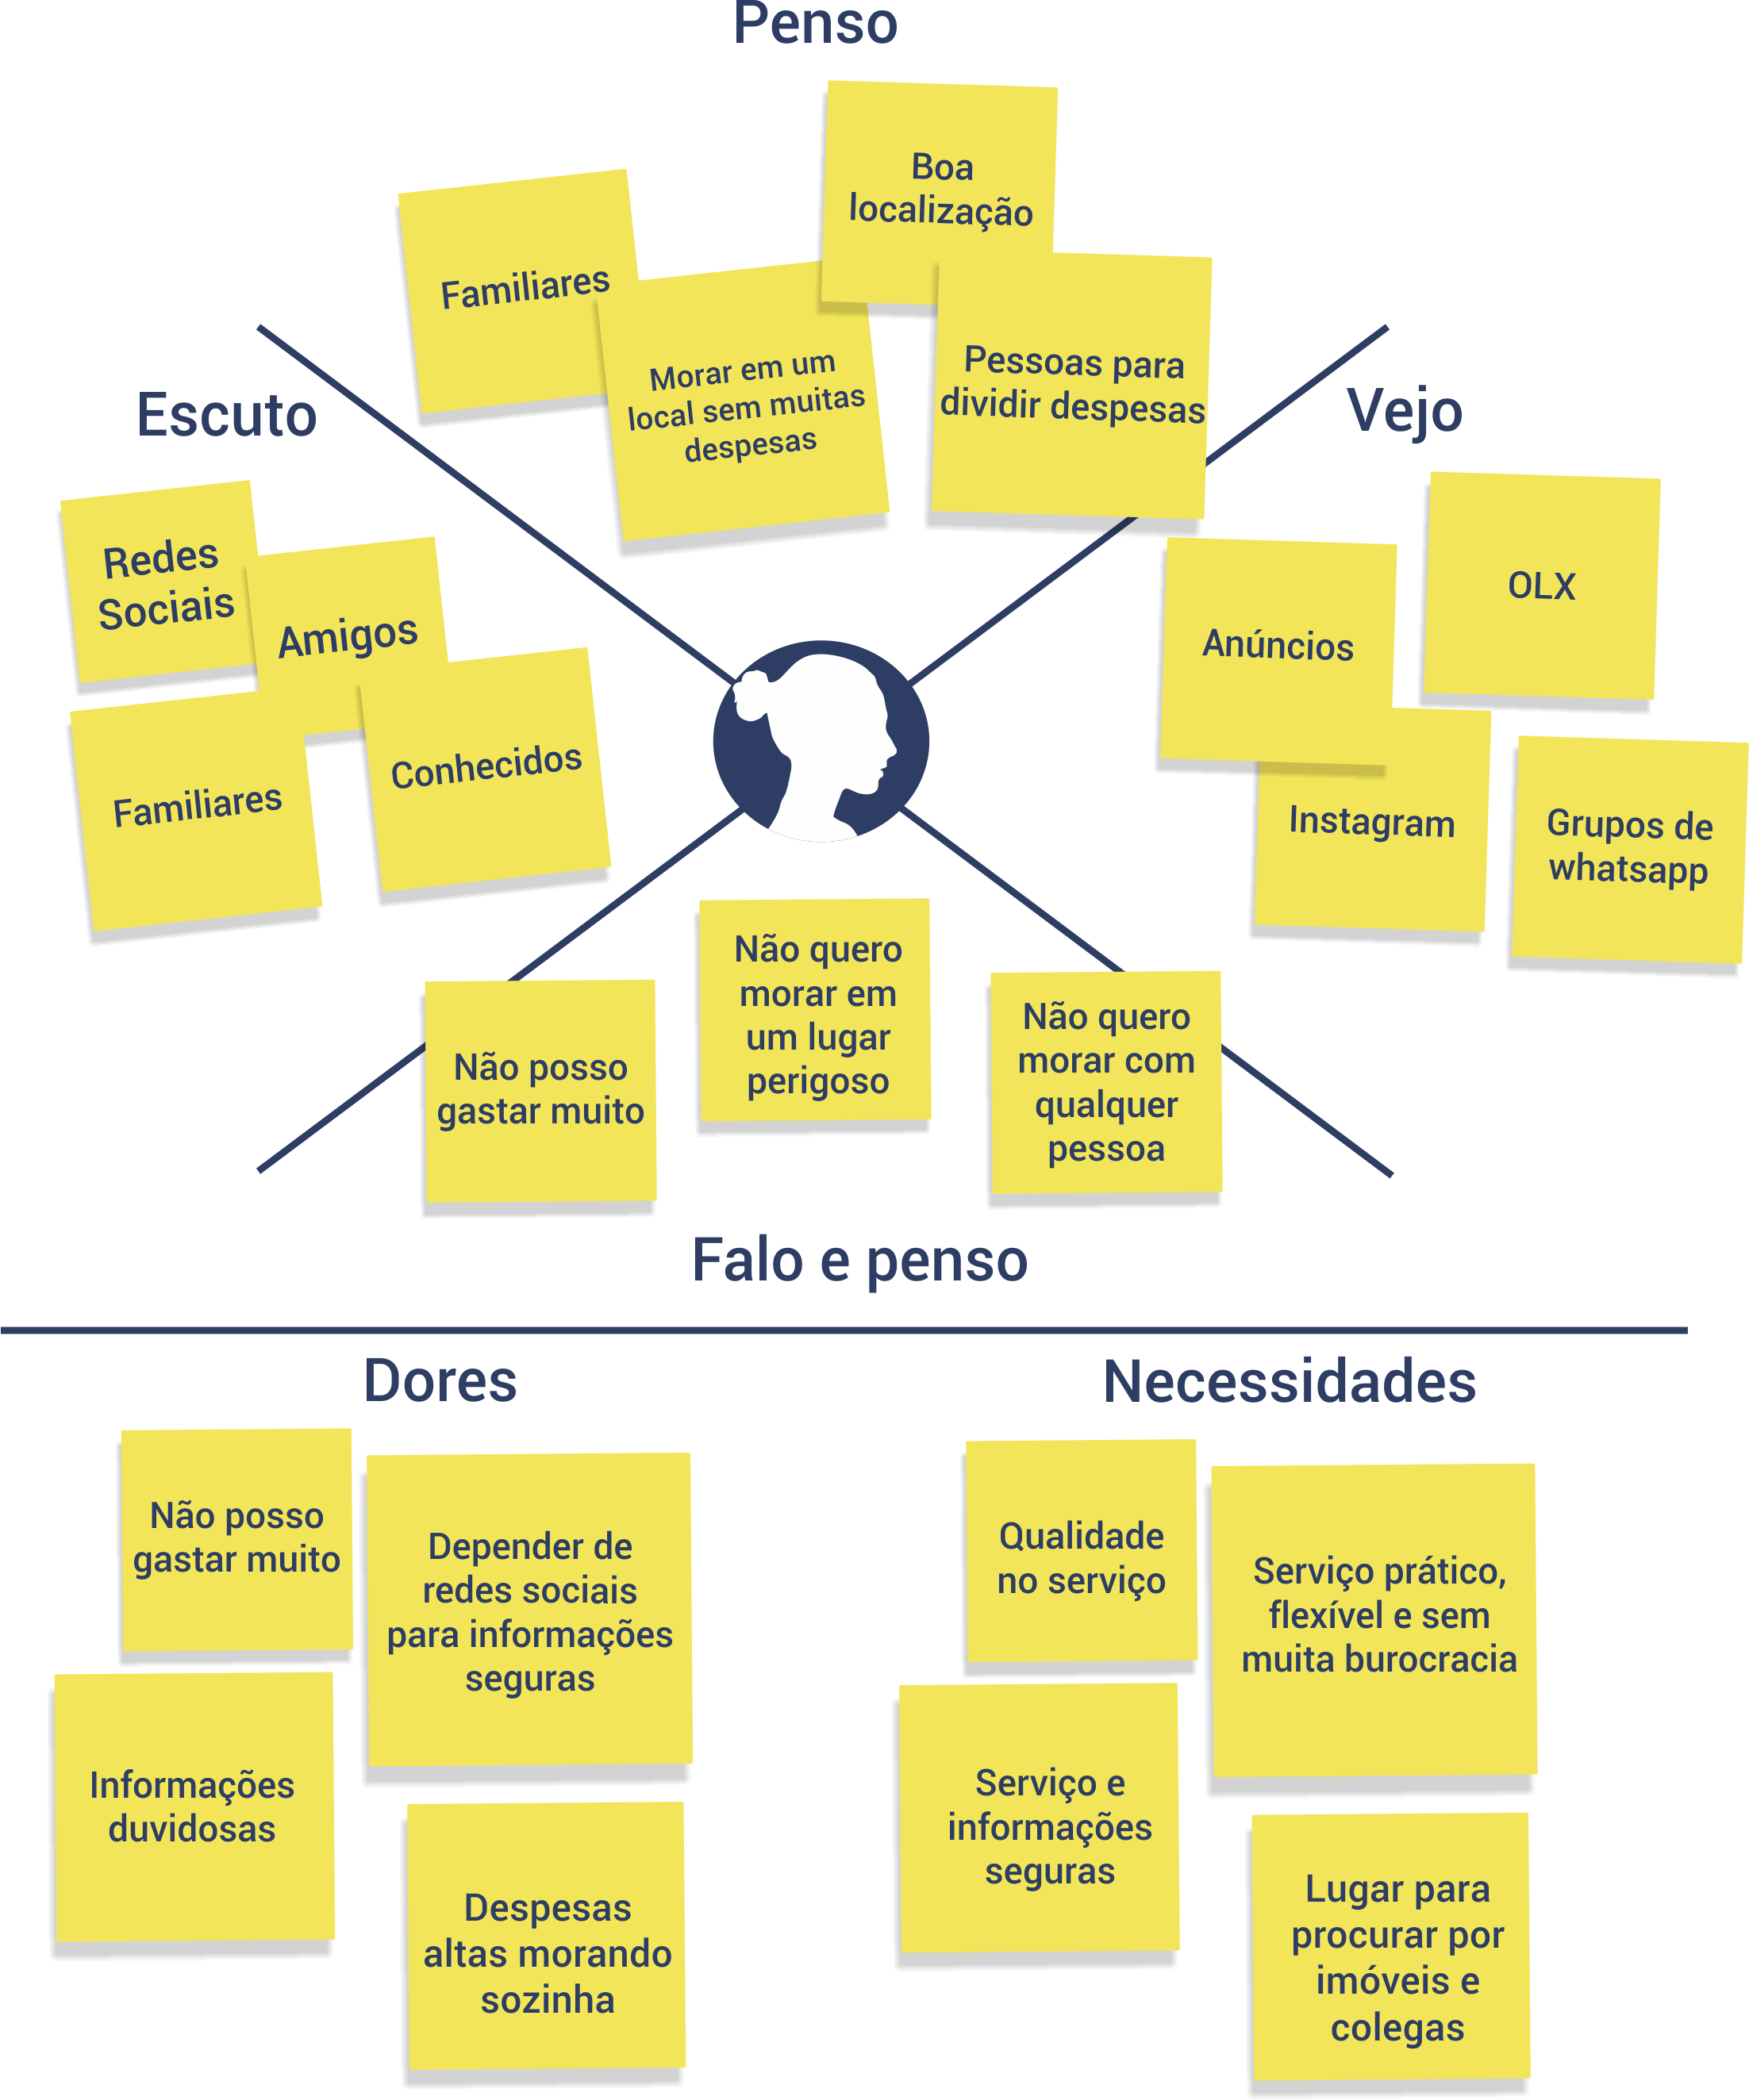 Penso
Boa
localização
Familiares
Morar em um
local sem muitas
despesas
Pessoas para
dividir despesas
Escuto
Redes
Sociais
Amigos
Familiares
Conhecidos
Vejo
OLX
Anúncios
Instagram
Grupos de
whatsapp
Não posso
gastar muito
Não quero
morar em
um lugar
perigoso
Não quero
morar com
qualquer
pessoa
Falo e penso
Dores
Não posso
gastar muito
Depender de
redes sociais
para informações
seguras
Informações
duvidosas
Despesas
altas morando
sozinha
Necessidades
Qualidade
no serviço
Serviço prático,
flexível e sem
muita burocracia
Serviço e
informações
seguras
Lugar para
procurar por
imóveis e
colegas